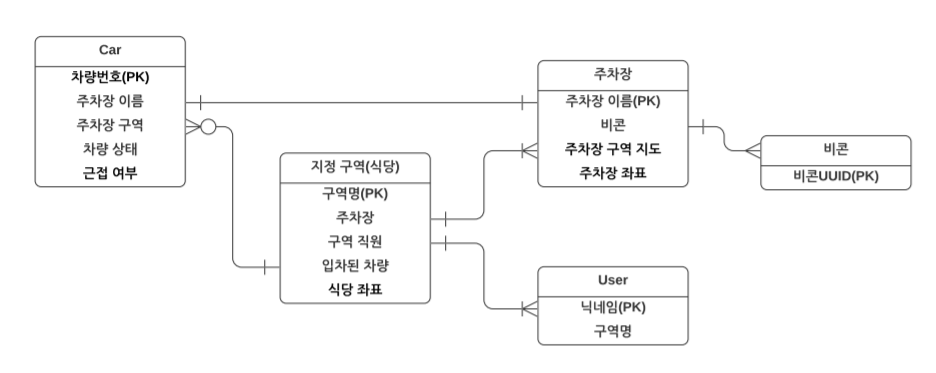 Car
차량번호(PK)
주차장 이름
주차장 구역
차량 상태
근접 여부
지정 구역(식당)
구역명(PK)
주차장
구역 직원
입차된 차량
식당 좌표
주차장
주차장 이름(PK)
비콘
주차장 구역 지도
주차장 좌표
비콘
비콘UUID(PK)
User
닉네임(PK)
구역명